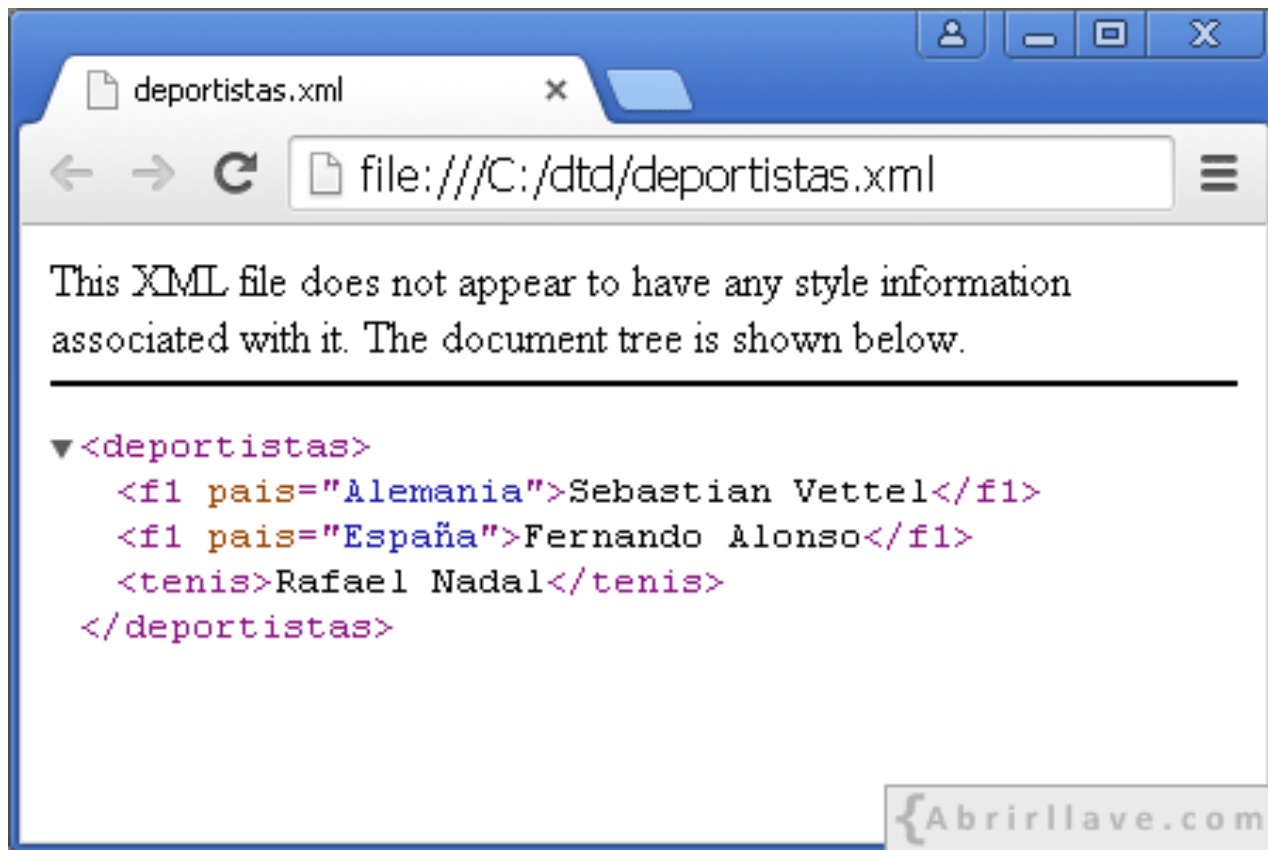 deportistas.xml
file:///C:/dtd/deportistas.xml
This XML file does not appear to have any style information
associated with it. The document tree is shown below.
▼<deportistas>
<f1 pais="Alemania">Sebastian Vettel</f1>
<f1 pais="España">Fernando Alonso</f1>
<tenis>Rafael Nadal</tenis>
</deportistas>
{Abrirllave.com